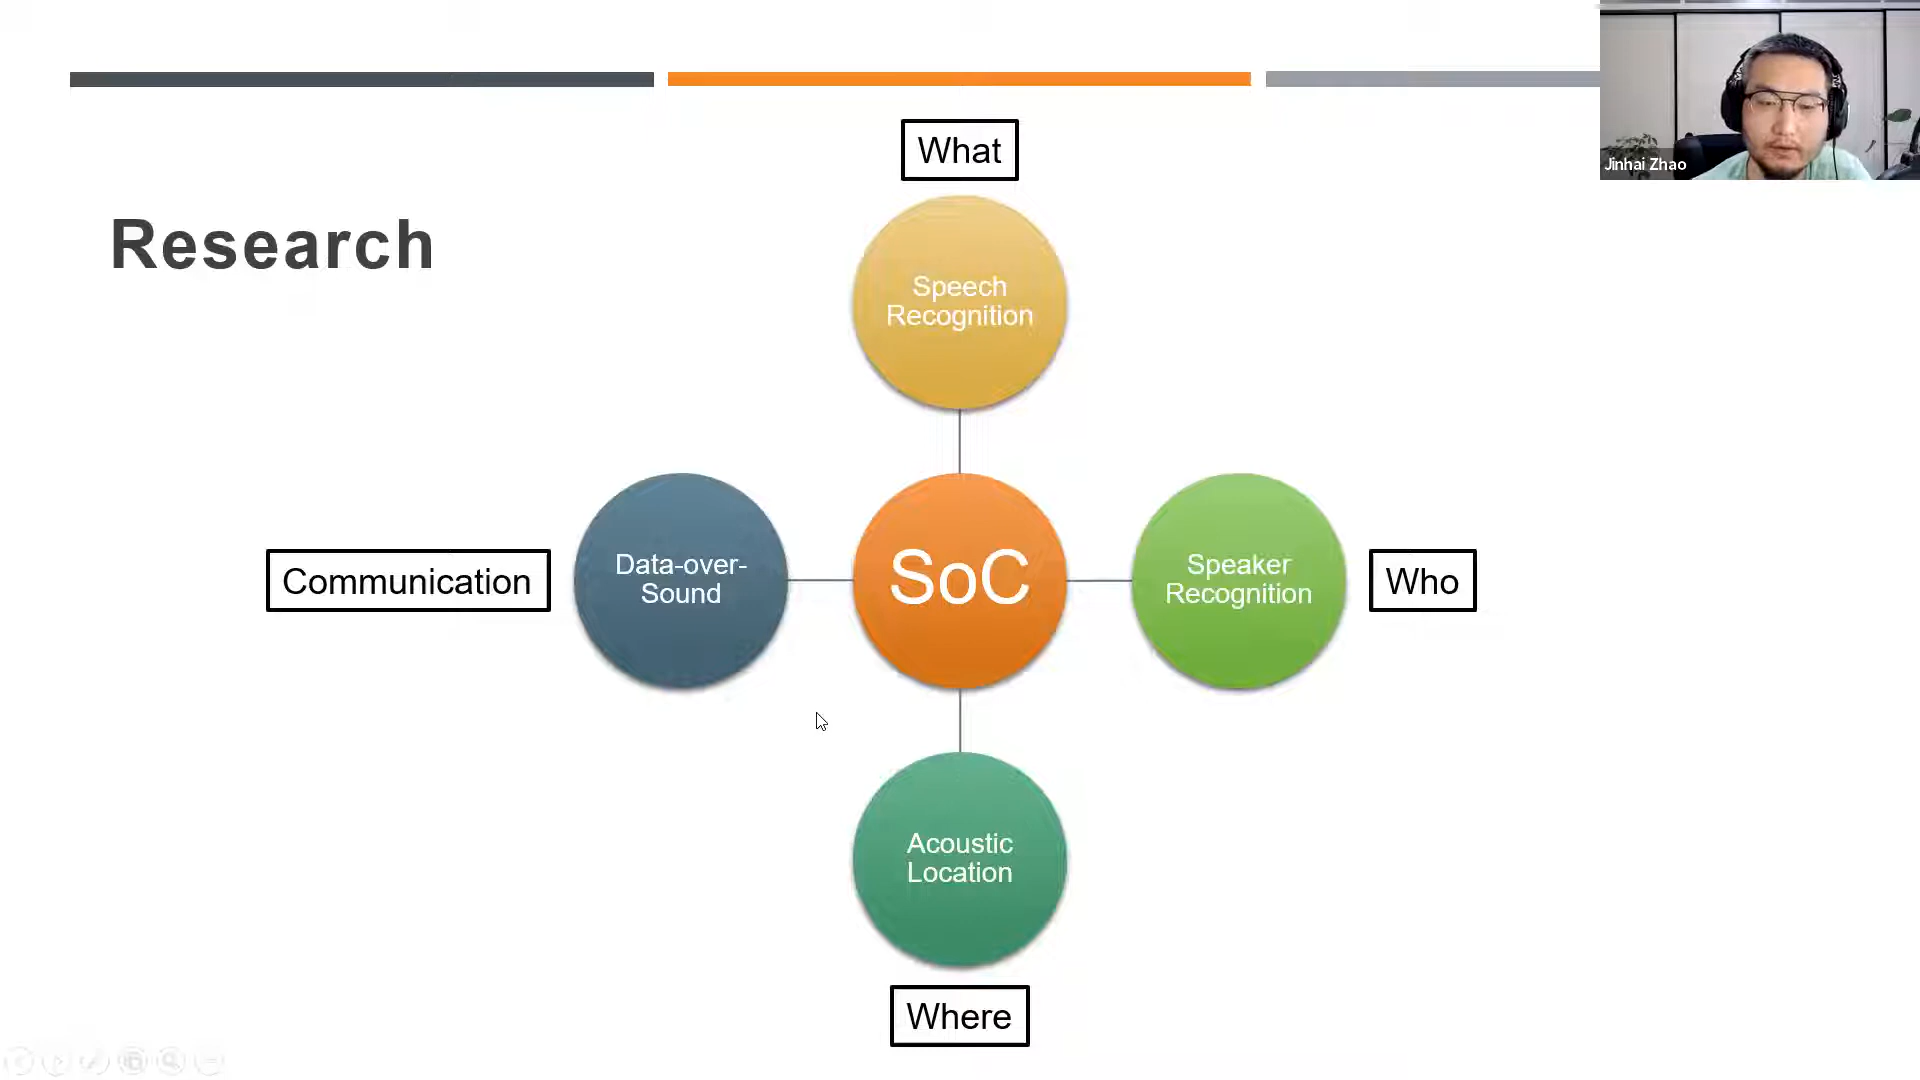 What
Jinhai Zhao
Research
Speech
Recognition
Communication
Data-over-
Sound
SoC
Speaker
Recognition
Who
Acoustic
Location
Where